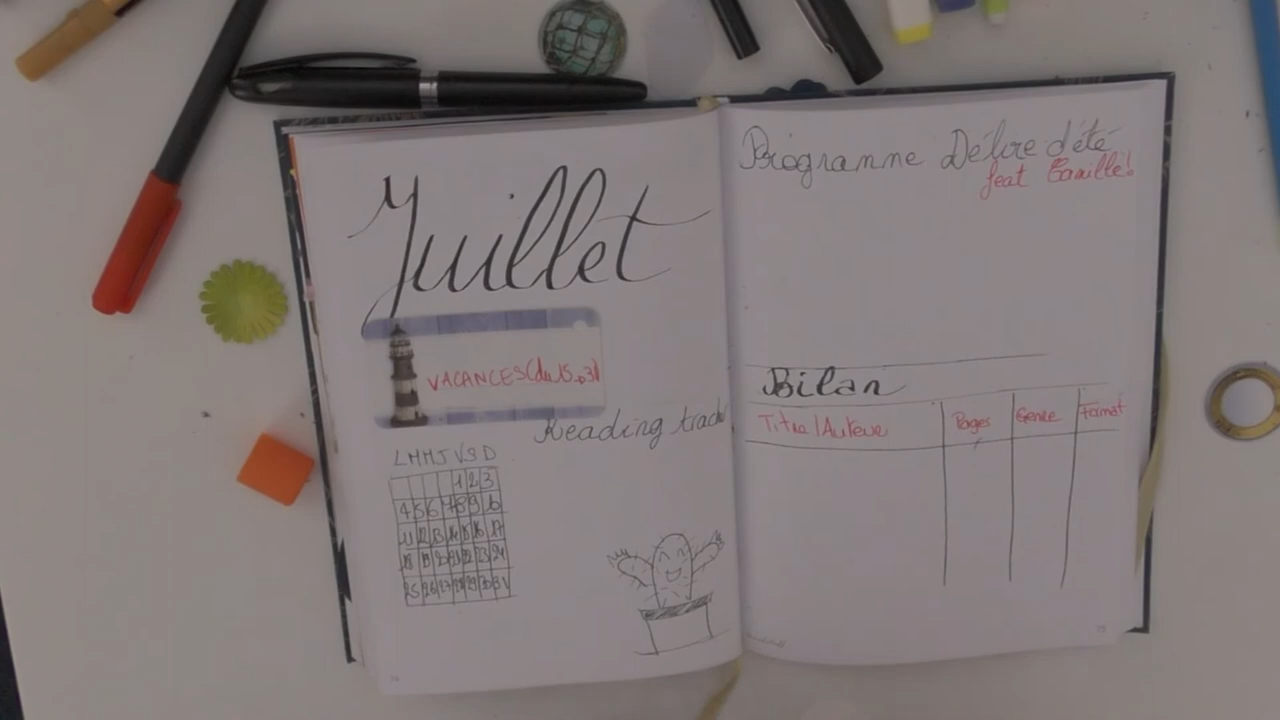 Juillet
VACANCES (du 15 au 31)
Reading track
L M M J V S D
1 2 3
4 5 6 7 8 9 10
11 12 13 14 15 16 17
18 19 20 21 22 23 24
25 26 27 28 29 30 31
Programme Délire d'été
feat Camille!
Bilan
Titre/Auteur Pages Genre Format